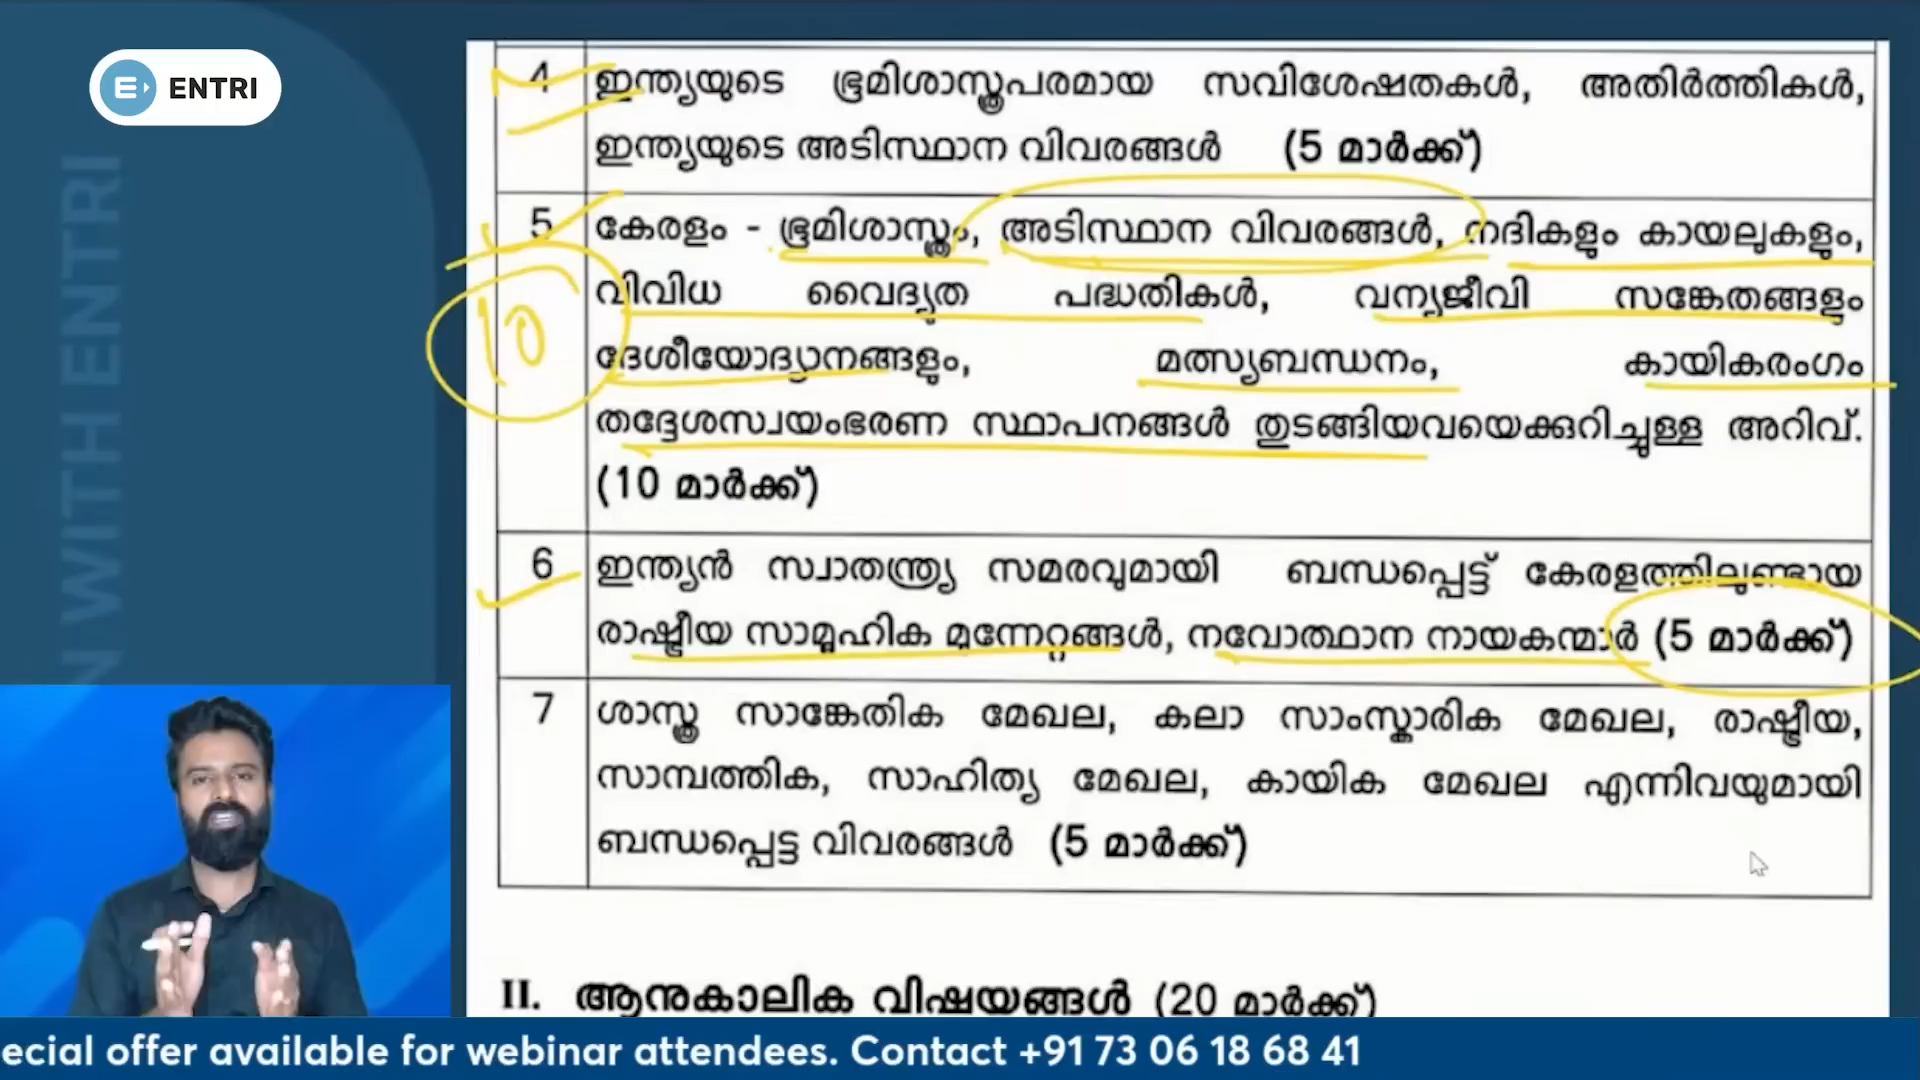 ENTRI
N WITH ENTRI
4 ഇന്ത്യയുടെ ഭൂമിശാസ്ത്രപരമായ സവിശേഷതകൾ, അതിർത്തികൾ,
ഇന്ത്യയുടെ അടിസ്ഥാന വിവരങ്ങൾ (5 മാർക്ക്)
5 കേരളം - ഭൂമിശാസ്ത്രം, അടിസ്ഥാന വിവരങ്ങൾ, നദികളും കായലുകളും,
വിവിധ വൈദ്യുത പദ്ധതികൾ, വന്യജീവി സങ്കേതങ്ങളും
10 ദേശീയോദ്യാനങ്ങളും, മത്സ്യബന്ധനം, കായികരംഗം
തദ്ദേശസ്വയംഭരണ സ്ഥാപനങ്ങൾ തുടങ്ങിയവയെക്കുറിച്ചുള്ള അറിവ്.
(10 മാർക്ക്)
6 ഇന്ത്യൻ സ്വാതന്ത്ര്യ സമരവുമായി ബന്ധപ്പെട്ട് കേരളത്തിലുണ്ടായ
രാഷ്ട്രീയ സാമൂഹിക മുന്നേറ്റങ്ങൾ, നവോത്ഥാന നായകന്മാർ (5 മാർക്ക്)
7 ശാസ്ത്ര സാങ്കേതിക മേഖല, കലാ സാംസ്കാരിക മേഖല, രാഷ്ട്രീയ,
സാമ്പത്തിക, സാഹിത്യ മേഖല, കായിക മേഖല എന്നിവയുമായി
ബന്ധപ്പെട്ട വിവരങ്ങൾ (5 മാർക്ക്)
II. ആനുകാലിക വിഷയങ്ങൾ (20 മാർക്ക്)
ecial offer available for webinar attendees. Contact +91 73 06 18 68 41